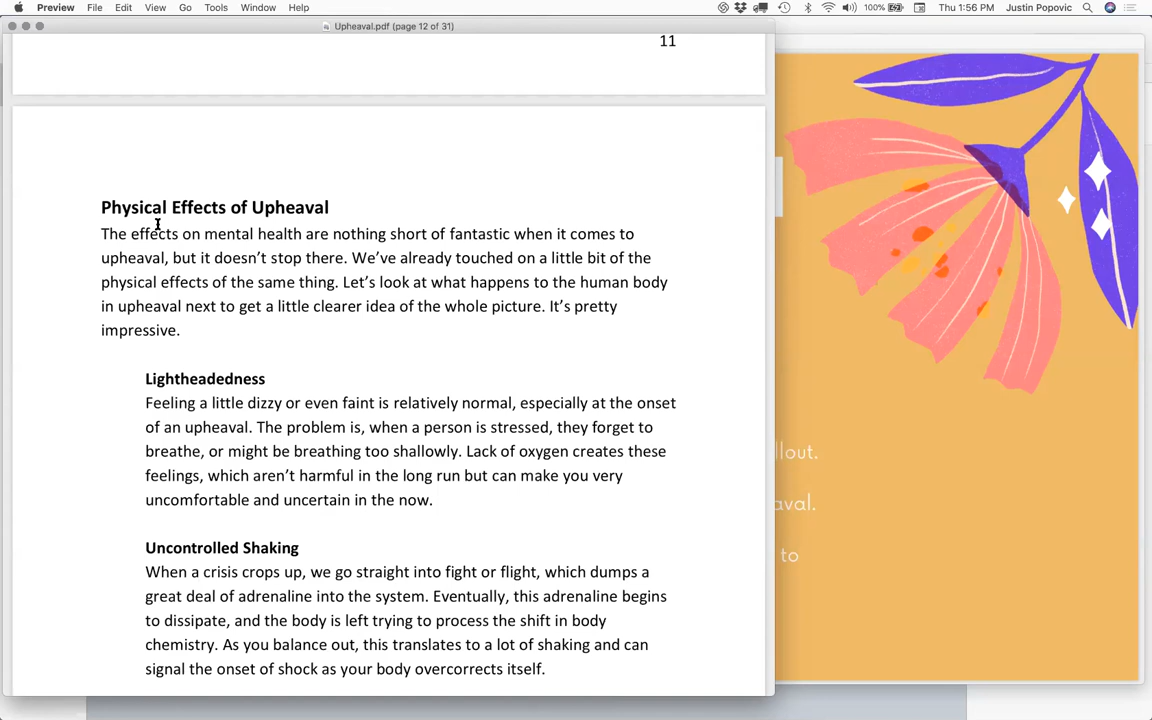 Preview File Edit View Go Tools Window Help 100% Thu 1:56 PM Justin Popovic
Upheaval.pdf (page 12 of 31)
11
Physical Effects of Upheaval
The effects on mental health are nothing short of fantastic when it comes to
upheaval, but it doesn’t stop there. We’ve already touched on a little bit of the
physical effects of the same thing. Let’s look at what happens to the human body
in upheaval next to get a little clearer idea of the whole picture. It’s pretty
impressive.
Lightheadedness
Feeling a little dizzy or even faint is relatively normal, especially at the onset
of an upheaval. The problem is, when a person is stressed, they forget to
breathe, or might be breathing too shallowly. Lack of oxygen creates these
feelings, which aren’t harmful in the long run but can make you very
uncomfortable and uncertain in the now.
Uncontrolled Shaking
When a crisis crops up, we go straight into fight or flight, which dumps a
great deal of adrenaline into the system. Eventually, this adrenaline begins
to dissipate, and the body is left trying to process the shift in body
chemistry. As you balance out, this translates to a lot of shaking and can
signal the onset of shock as your body overcorrects itself.
llout.
aval.
to